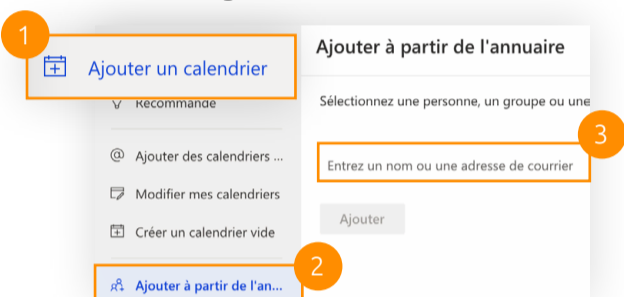 1
Ajouter un calendrier
Recommandé
@ Ajouter des calendriers ...
Modifier mes calendriers
Créer un calendrier vide
2
Ajouter à partir de l'an...
Ajouter à partir de l'annuaire
Sélectionnez une personne, un groupe ou une
3
Entrez un nom ou une adresse de courrier
Ajouter